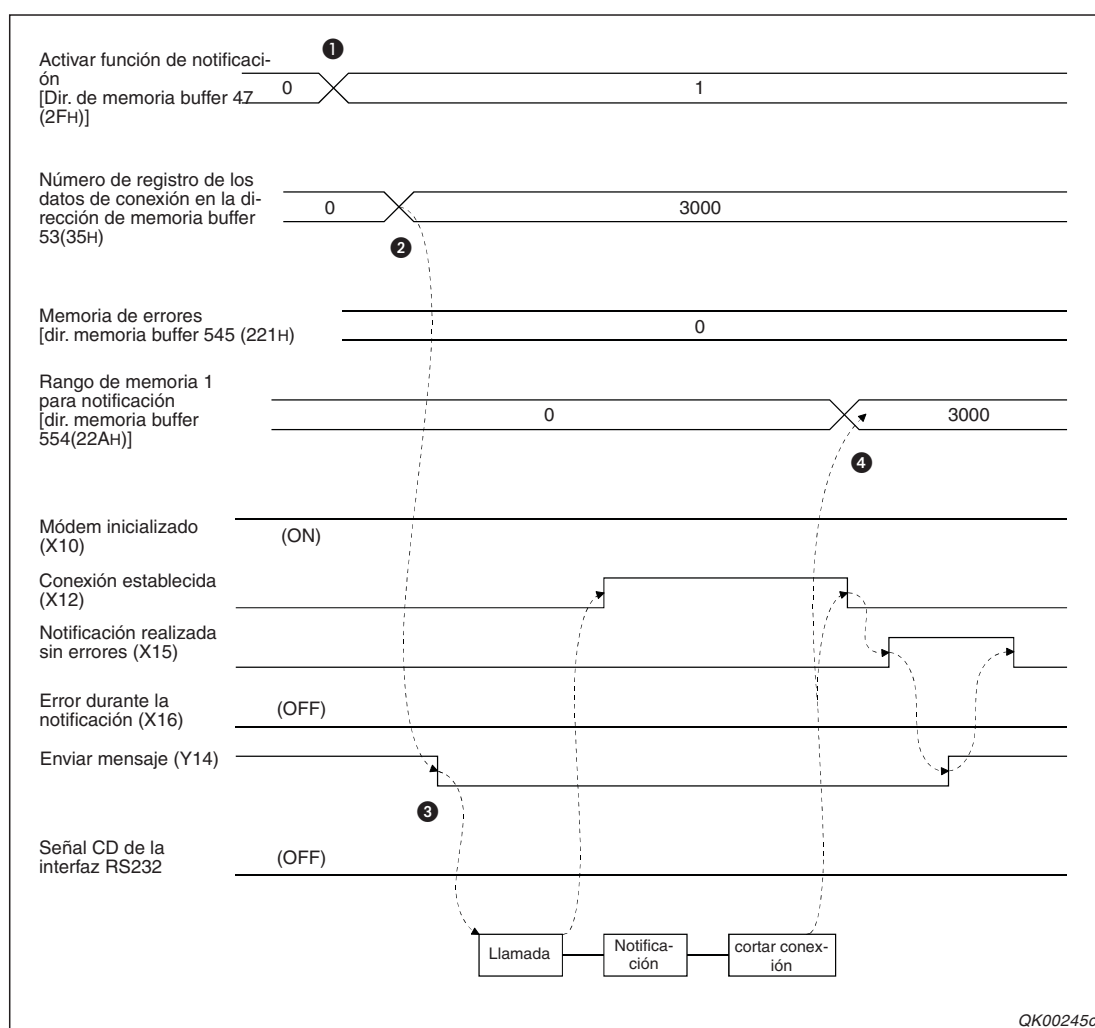 ❶
Activar función de notificaci-
ón
[Dir. de memoria buffer 47
(2FH)]
0
1
Número de registro de los
datos de conexión en la di-
rección de memoria buffer
53(35H)
0
3000
❷
Memoria de errores
[dir. memoria buffer 545 (221H)
0
Rango de memoria 1
para notificación
[dir. memoria buffer
554(22AH)]
0
3000
❹
Módem inicializado
(X10)
(ON)
Conexión establecida
(X12)
Notificación realizada
sin errores (X15)
Error durante la
notificación (X16)
(OFF)
Enviar mensaje (Y14)
❸
Señal CD de la
interfaz RS232
(OFF)
Llamada
Notifica-
ción
cortar conex-
ión
QK00245c